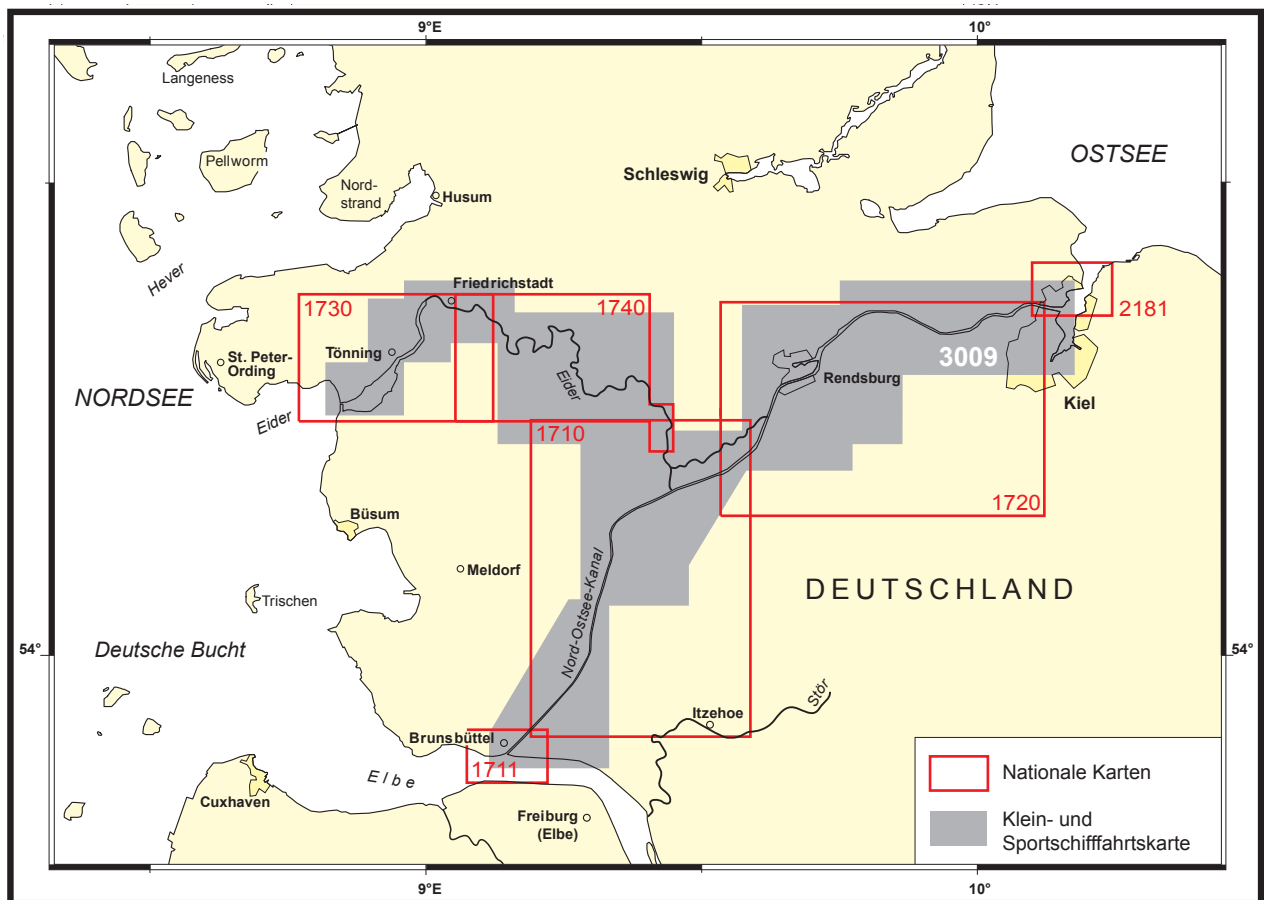 9°E
10°
Langeness
Pellworm
Nord-
strand
Husum
Schleswig
OSTSEE
Hever
Friedrichstadt
1730
1740
2181
Tönning
St. Peter-
Ording
3009
Rendsburg
Eider
NORDSEE
Eider
Kiel
1710
1720
Büsum
Meldorf
DEUTSCHLAND
Trischen
Nord-Ostsee-Kanal
54°
Deutsche Bucht
54°
Stör
Itzehoe
Brunsbüttel
1711
Elbe
Cuxhaven
Freiburg
(Elbe)
Nationale Karten
Klein- und
Sportschifffahrtskarte
9°E
10°